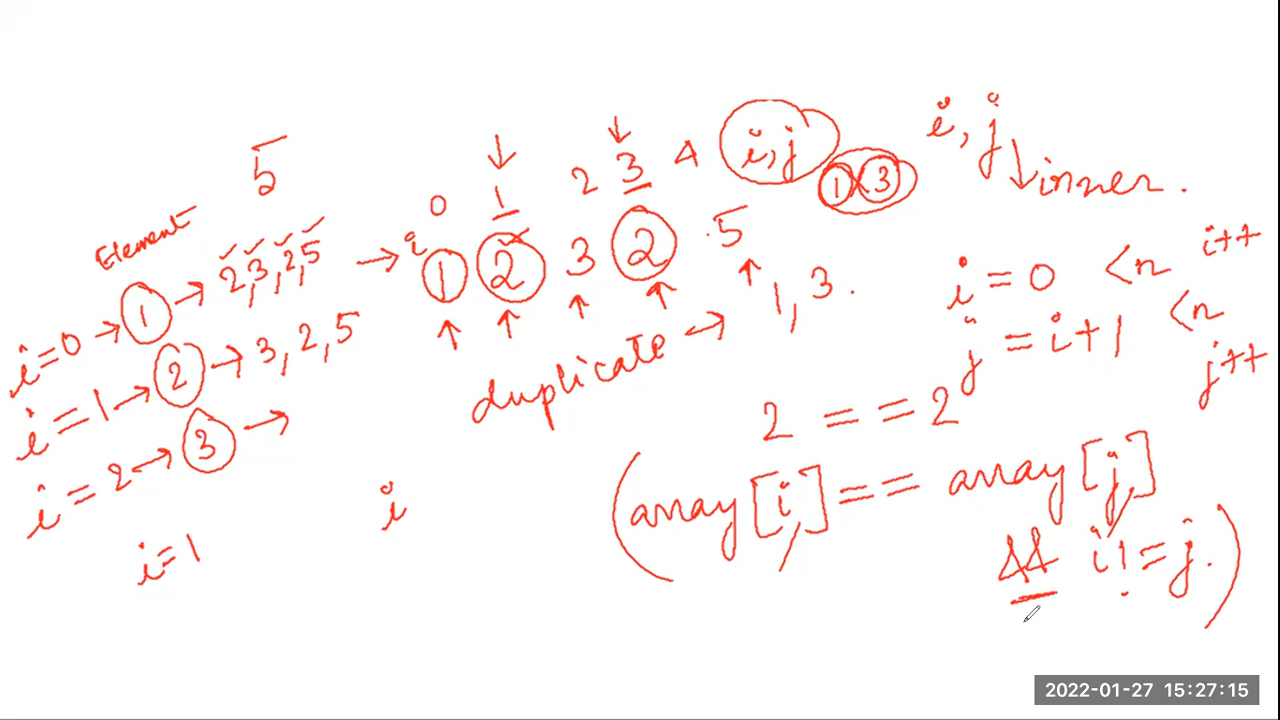 5
Element
i=0 → 1 → 2,3,2,5
i=1 → 2 → 3,2,5
i=2 → 3 →
i=1
i
0 1 2 3 4
→ 1 2 3 2 5
duplicate → 1, 3.
i,j
1 3
i, j
inner.
i = 0 <n i++
j = i+1 <n j++
2 == 2
(array[i] == array[j]
&& i != j.)
2022-01-27 15:27:15